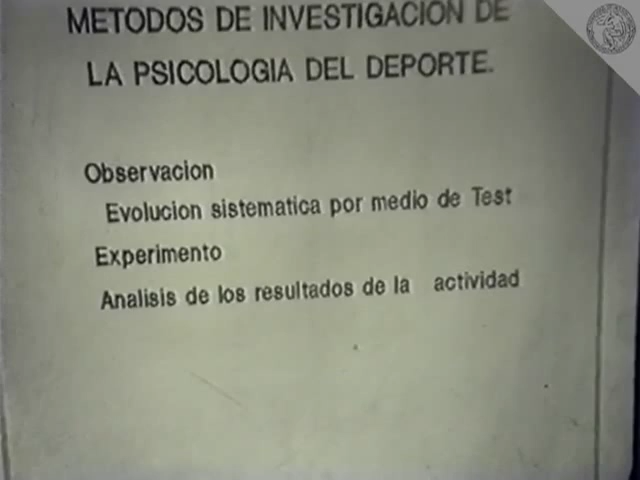 METODOS DE INVESTIGACION DE
LA PSICOLOGIA DEL DEPORTE.
Observacion
Evolucion sistematica por medio de Test
Experimento
Analisis de los resultados de la actividad